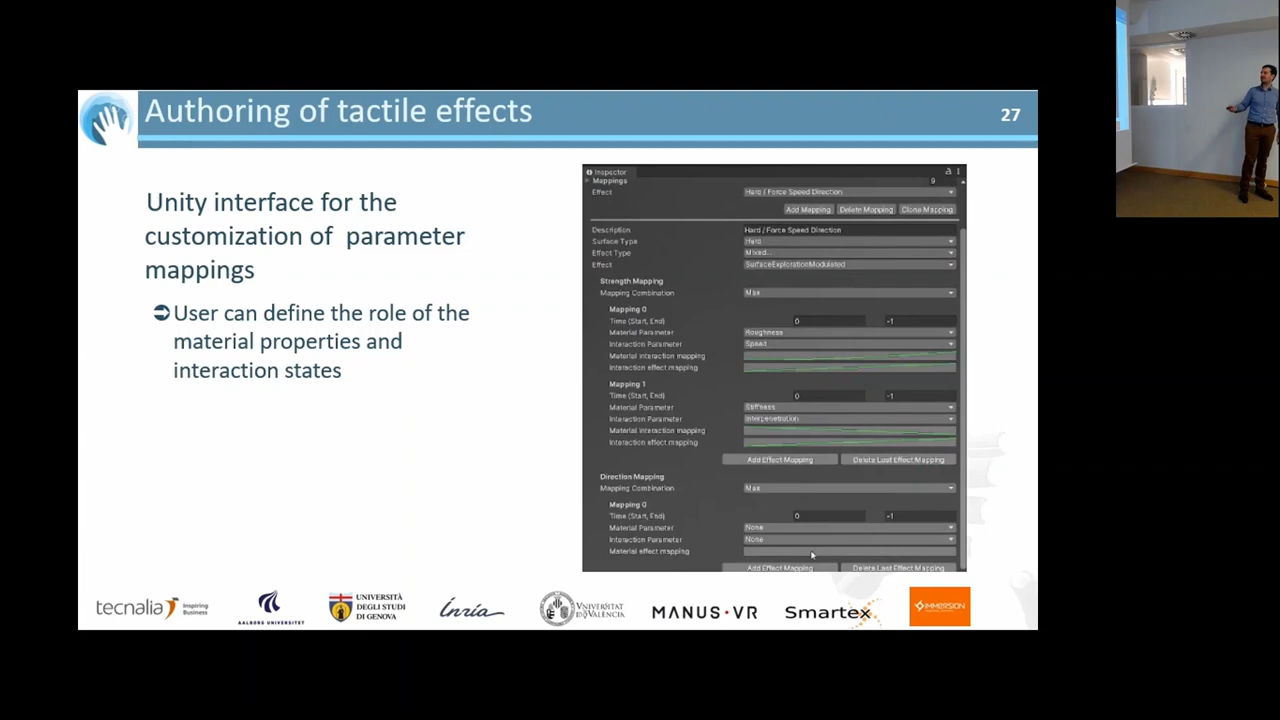 Authoring of tactile effects
27
Unity interface for the
customization of parameter
mappings
User can define the role of the
material properties and
interaction states
Inspector
Mappings 9
Effect Hard / Force Speed Direction
Add Mapping Delete Mapping Clone Mapping
Description Hard / Force Speed Direction
Surface Type Hard
Effect Type Mixed...
Effect SurfaceExplorationModulated
Strength Mapping
Mapping Combination Max
Mapping 0
Time (Start, End) 0 -1
Material Parameter Roughness
Interaction Parameter Speed
Material interaction mapping
Interaction effect mapping
Mapping 1
Time (Start, End) 0 -1
Material Parameter Stiffness
Interaction Parameter Interpenetration
Material interaction mapping
Interaction effect mapping
Add Effect Mapping Delete Last Effect Mapping
Direction Mapping
Mapping Combination Max
Mapping 0
Time (Start, End) 0 -1
Material Parameter None
Interaction Parameter None
Material effect mapping
Add Effect Mapping Delete Last Effect Mapping
tecnalia Inspiring Business
AALBORG UNIVERSITET
UNIVERSITÀ
DEGLI STUDI
DI GENOVA
Inria
VNIVERSITAT
DE VALÈNCIA
MANUS·VR
Smartex
IMMERSION